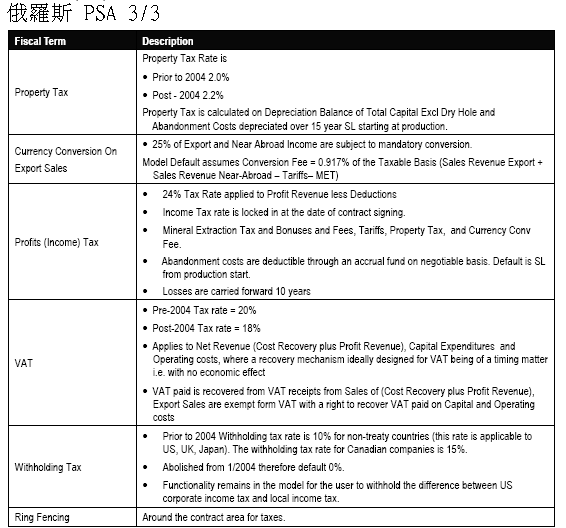 俄羅斯 PSA 3/3
Fiscal Term Description
Property Tax
Property Tax Rate is
• Prior to 2004 2.0%
• Post - 2004 2.2%
Property Tax is calculated on Depreciation Balance of Total Capital Excl Dry Hole and
Abandonment Costs depreciated over 15 year SL starting at production.
Currency Conversion On
Export Sales
• 25% of Export and Near Abroad Income are subject to mandatory conversion.
Model Default assumes Conversion Fee = 0.917% of the Taxable Basis (Sales Revenue Export +
Sales Revenue Near-Abroad – Tariffs– MET)
Profits (Income) Tax
• 24% Tax Rate applied to Profit Revenue less Deductions
• Income Tax rate is locked in at the date of contract signing.
• Mineral Extraction Tax and Bonuses and Fees, Tariffs, Property Tax, and Currency Conv
Fee.
• Abandonment costs are deductible through an accrual fund on negotiable basis. Default is SL
from production start.
• Losses are carried forward 10 years
VAT
• Pre-2004 Tax rate = 20%
• Post-2004 Tax rate = 18%
• Applies to Net Revenue (Cost Recovery plus Profit Revenue), Capital Expenditures and
Operating costs, where a recovery mechanism ideally designed for VAT being of a timing matter
i.e. with no economic effect
• VAT paid is recovered from VAT receipts from Sales of (Cost Recovery plus Profit Revenue),
Export Sales are exempt form VAT with a right to recover VAT paid on Capital and Operating
costs
Withholding Tax
• Prior to 2004 Withholding tax rate is 10% for non-treaty countries (this rate is applicable to
US, UK, Japan). The withholding tax rate for Canadian companies is 15%.
• Abolished from 1/2004 therefore default 0%.
• Functionality remains in the model for the user to withhold the difference between US
corporate income tax and local income tax.
Ring Fencing Around the contract area for taxes.